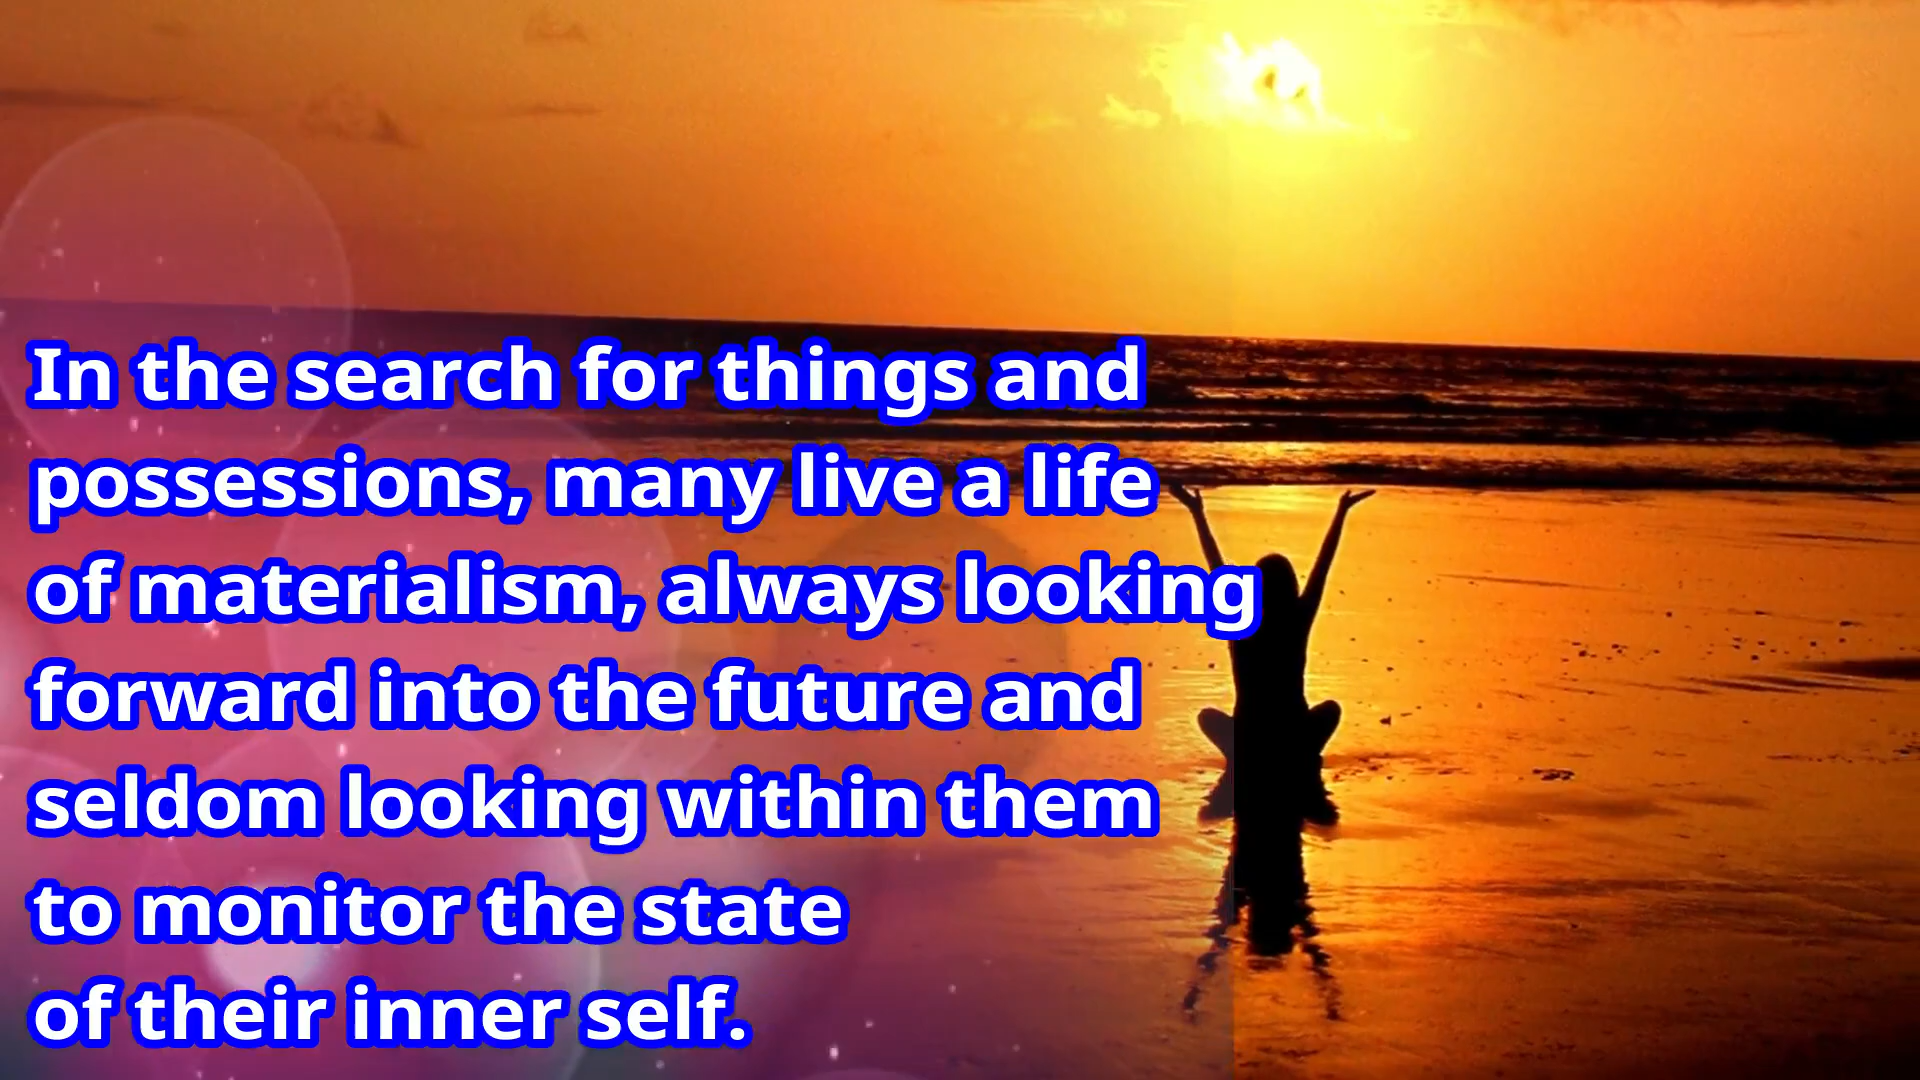 In the search for things and
possessions, many live a life
of materialism, always looking
forward into the future and
seldom looking within them
to monitor the state
of their inner self.